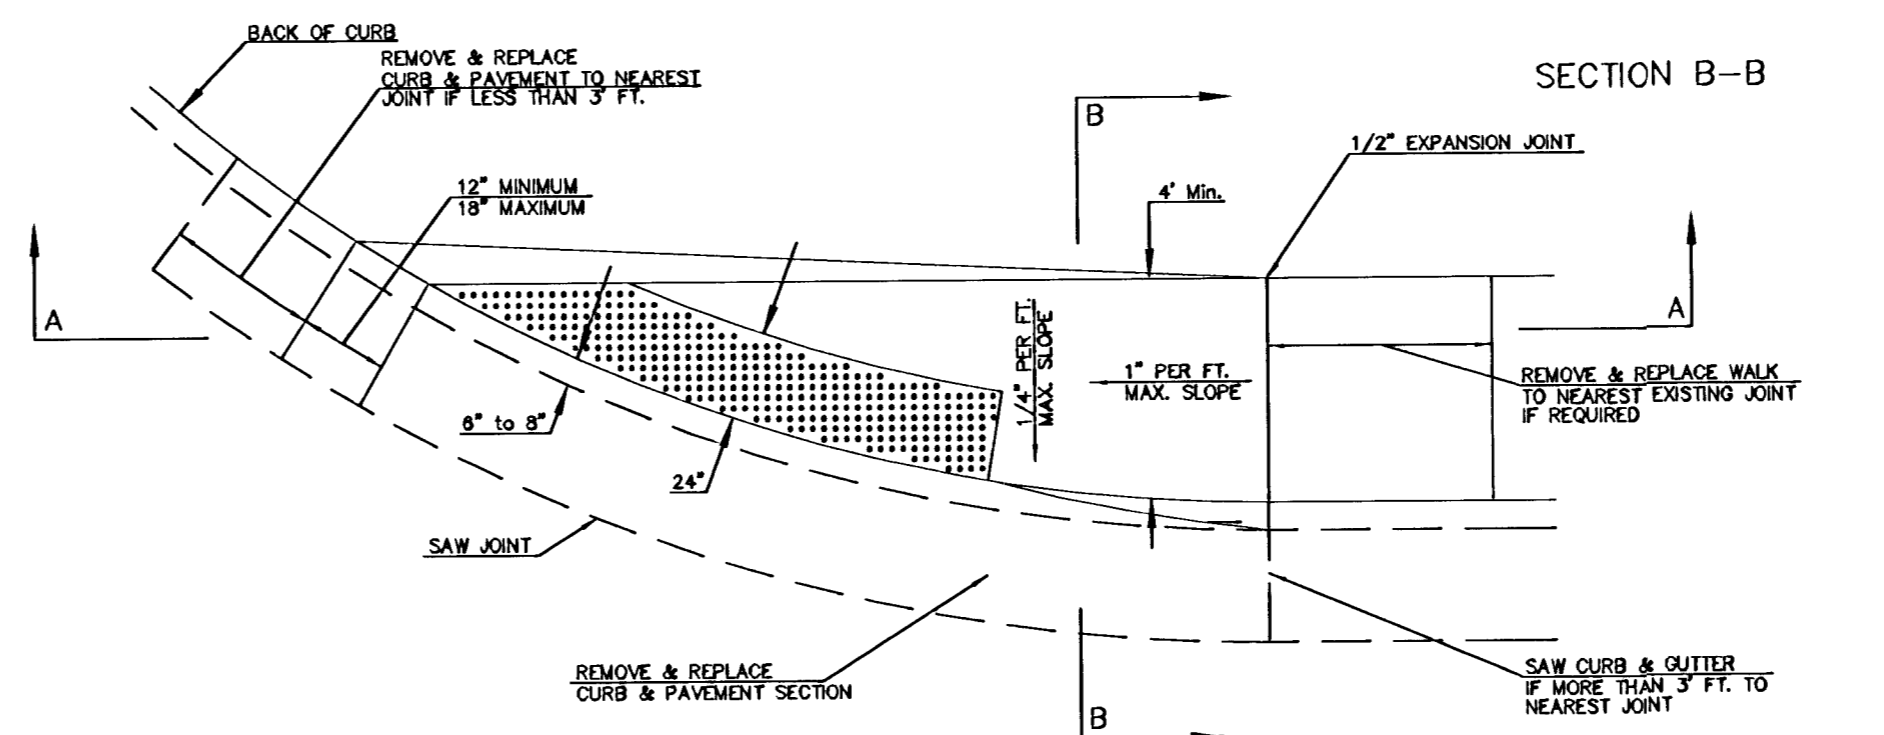 BACK OF CURB
REMOVE & REPLACE
CURB & PAVEMENT TO NEAREST
JOINT IF LESS THAN 3' FT.
SECTION B-B
B
1/2" EXPANSION JOINT
12" MINIMUM
18" MAXIMUM
4' Min.
A
A
1/4" PER FT.
MAX. SLOPE
1" PER FT.
MAX. SLOPE
REMOVE & REPLACE WALK
TO NEAREST EXISTING JOINT
IF REQUIRED
6" to 8"
24"
SAW JOINT
REMOVE & REPLACE
CURB & PAVEMENT SECTION
SAW CURB & GUTTER
IF MORE THAN 3' FT. TO
NEAREST JOINT
B